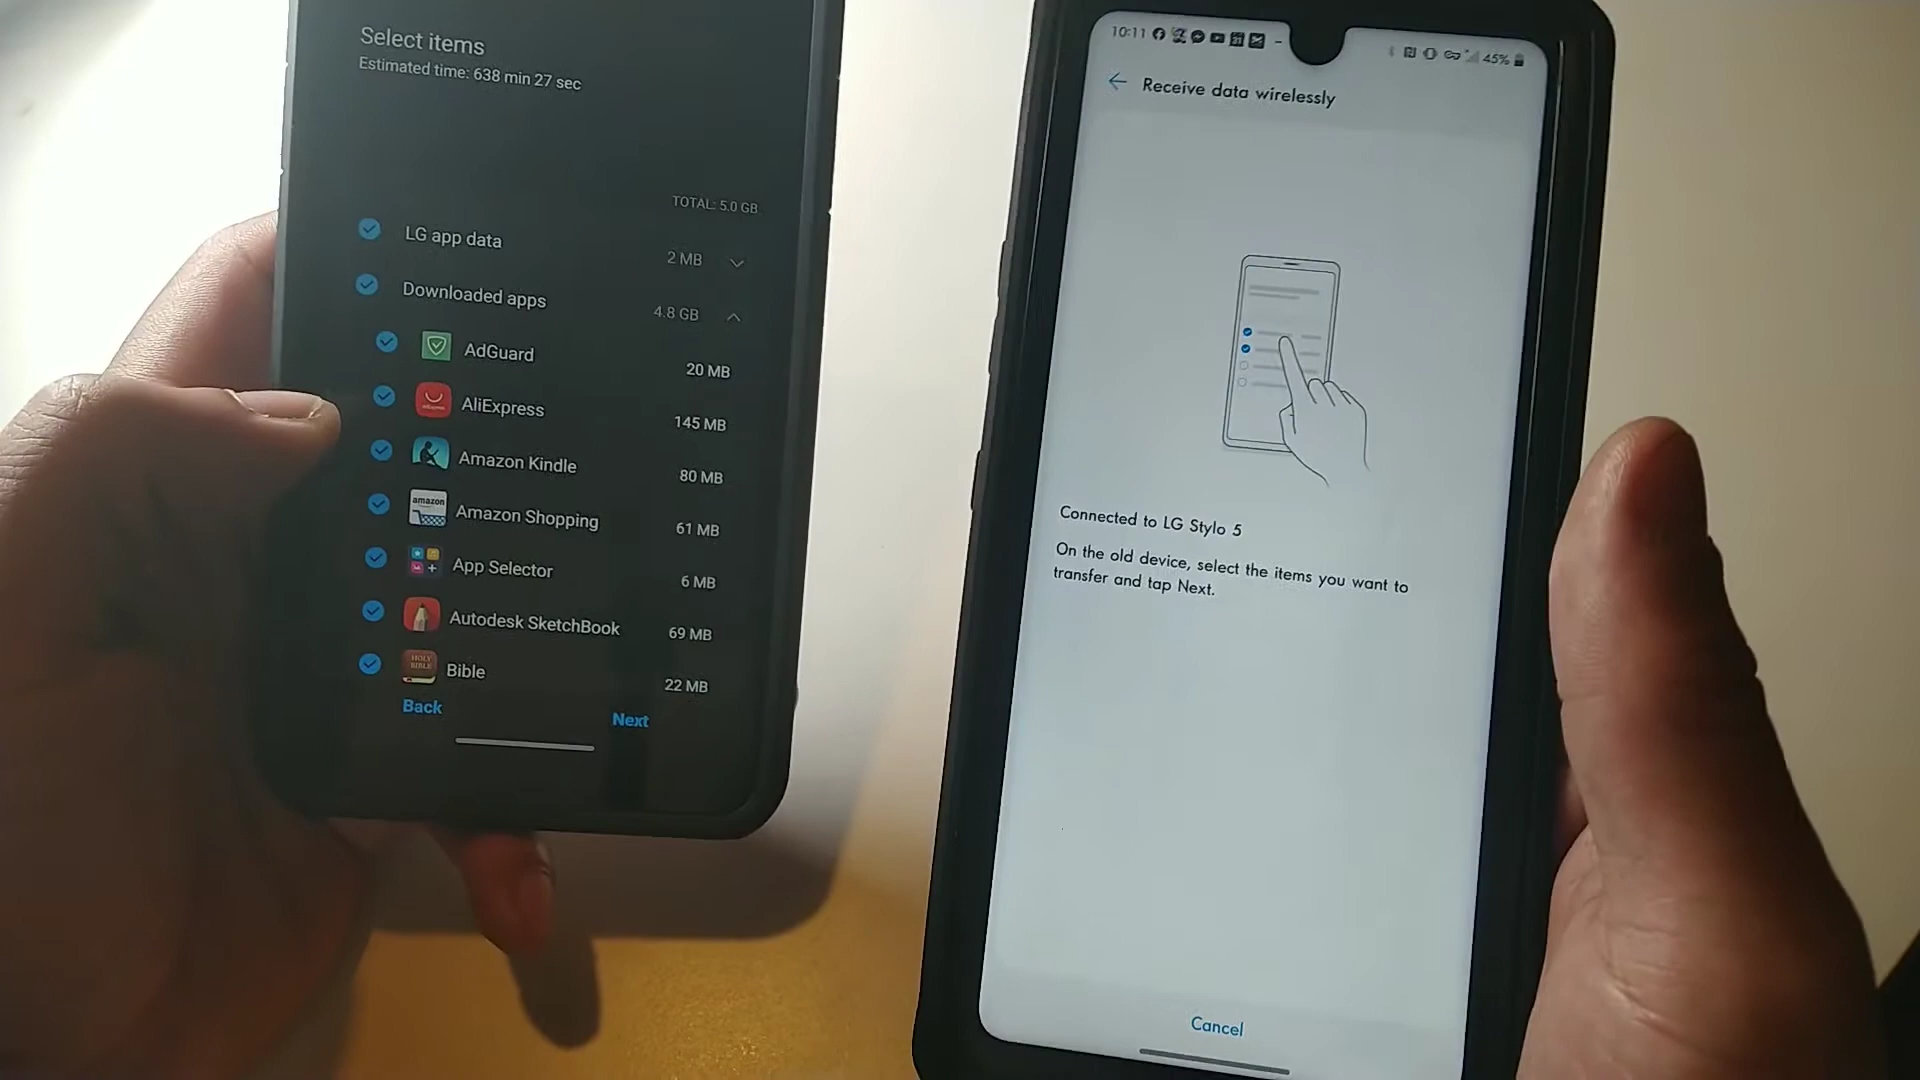 Select items
Estimated time: 638 min 27 sec
TOTAL: 5.0 GB
LG app data
2 MB
Downloaded apps
4.8 GB
AdGuard
20 MB
AliExpress
145 MB
Amazon Kindle
80 MB
amazon
Amazon Shopping
61 MB
App Selector
6 MB
Autodesk SketchBook
69 MB
HOLY
BIBLE
Bible
22 MB
Back
Next
10:11
45%
Receive data wirelessly
Connected to LG Stylo 5
On the old device, select the items you want to
transfer and tap Next.
Cancel